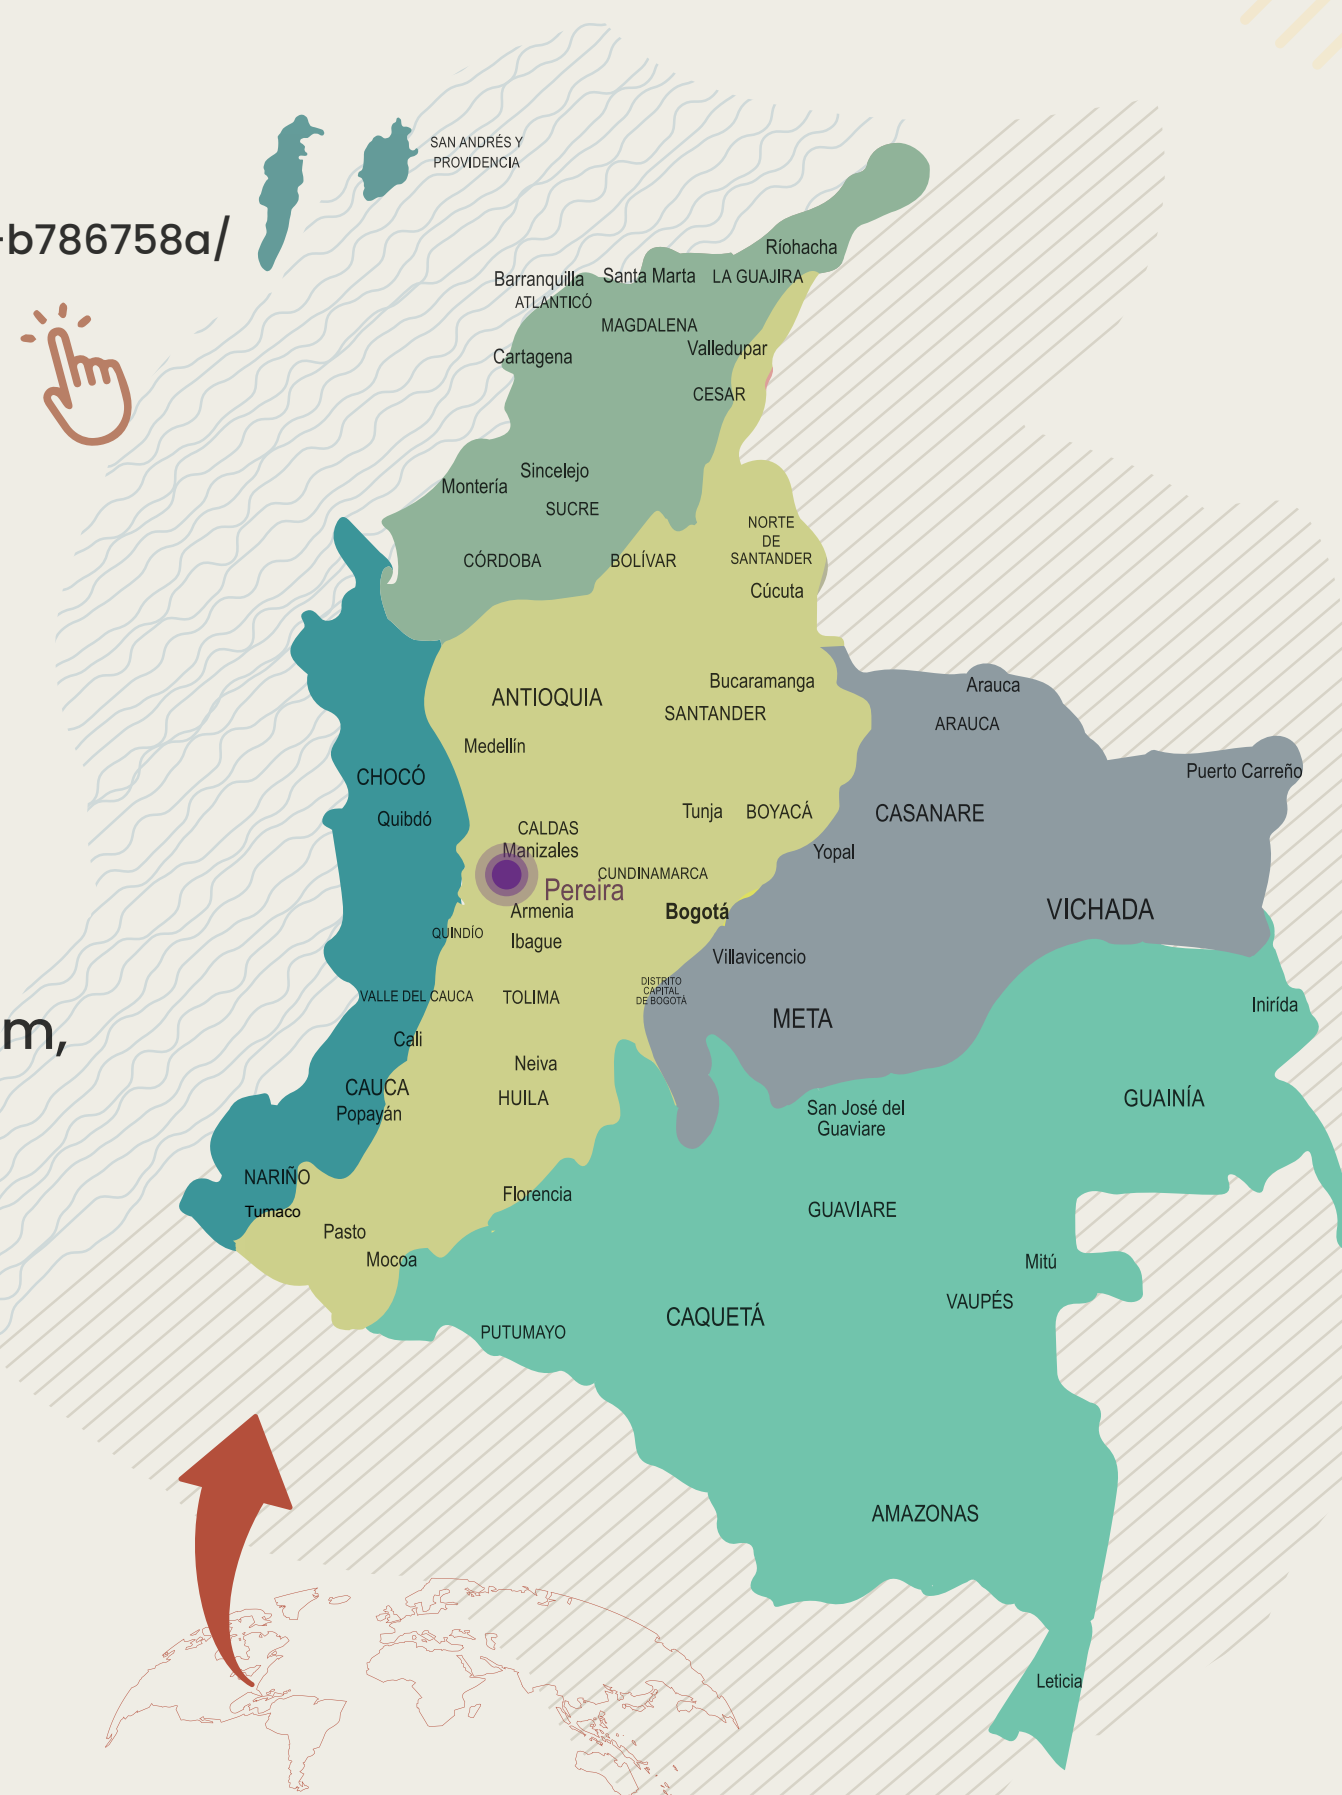 SAN ANDRÉS Y
PROVIDENCIA
-b786758a/
Ríohacha
Barranquilla
Santa Marta
LA GUAJIRA
ATLANTICÓ
MAGDALENA
Cartagena
Valledupar
CESAR
Sincelejo
Montería
SUCRE
CÓRDOBA
BOLÍVAR
NORTE
DE
SANTANDER
Cúcuta
ANTIOQUIA
Bucaramanga
SANTANDER
Arauca
ARAUCA
Medellín
CHOCÓ
Quibdó
Puerto Carreño
Tunja
BOYACÁ
CASANARE
CALDAS
Manizales
Yopal
CUNDINAMARCA
Pereira
Armenia
Bogotá
VICHADA
QUINDÍO
Ibague
Villavicencio
DISTRITO
CAPITAL
DE BOGOTÁ
VALLE DEL CAUCA
TOLIMA
META
Inirída
m,
Cali
Neiva
CAUCA
HUILA
Popayán
San José del
Guaviare
GUAINÍA
NARIÑO
Florencia
Tumaco
GUAVIARE
Pasto
Mocoa
Mitú
VAUPÉS
CAQUETÁ
PUTUMAYO
AMAZONAS
Leticia